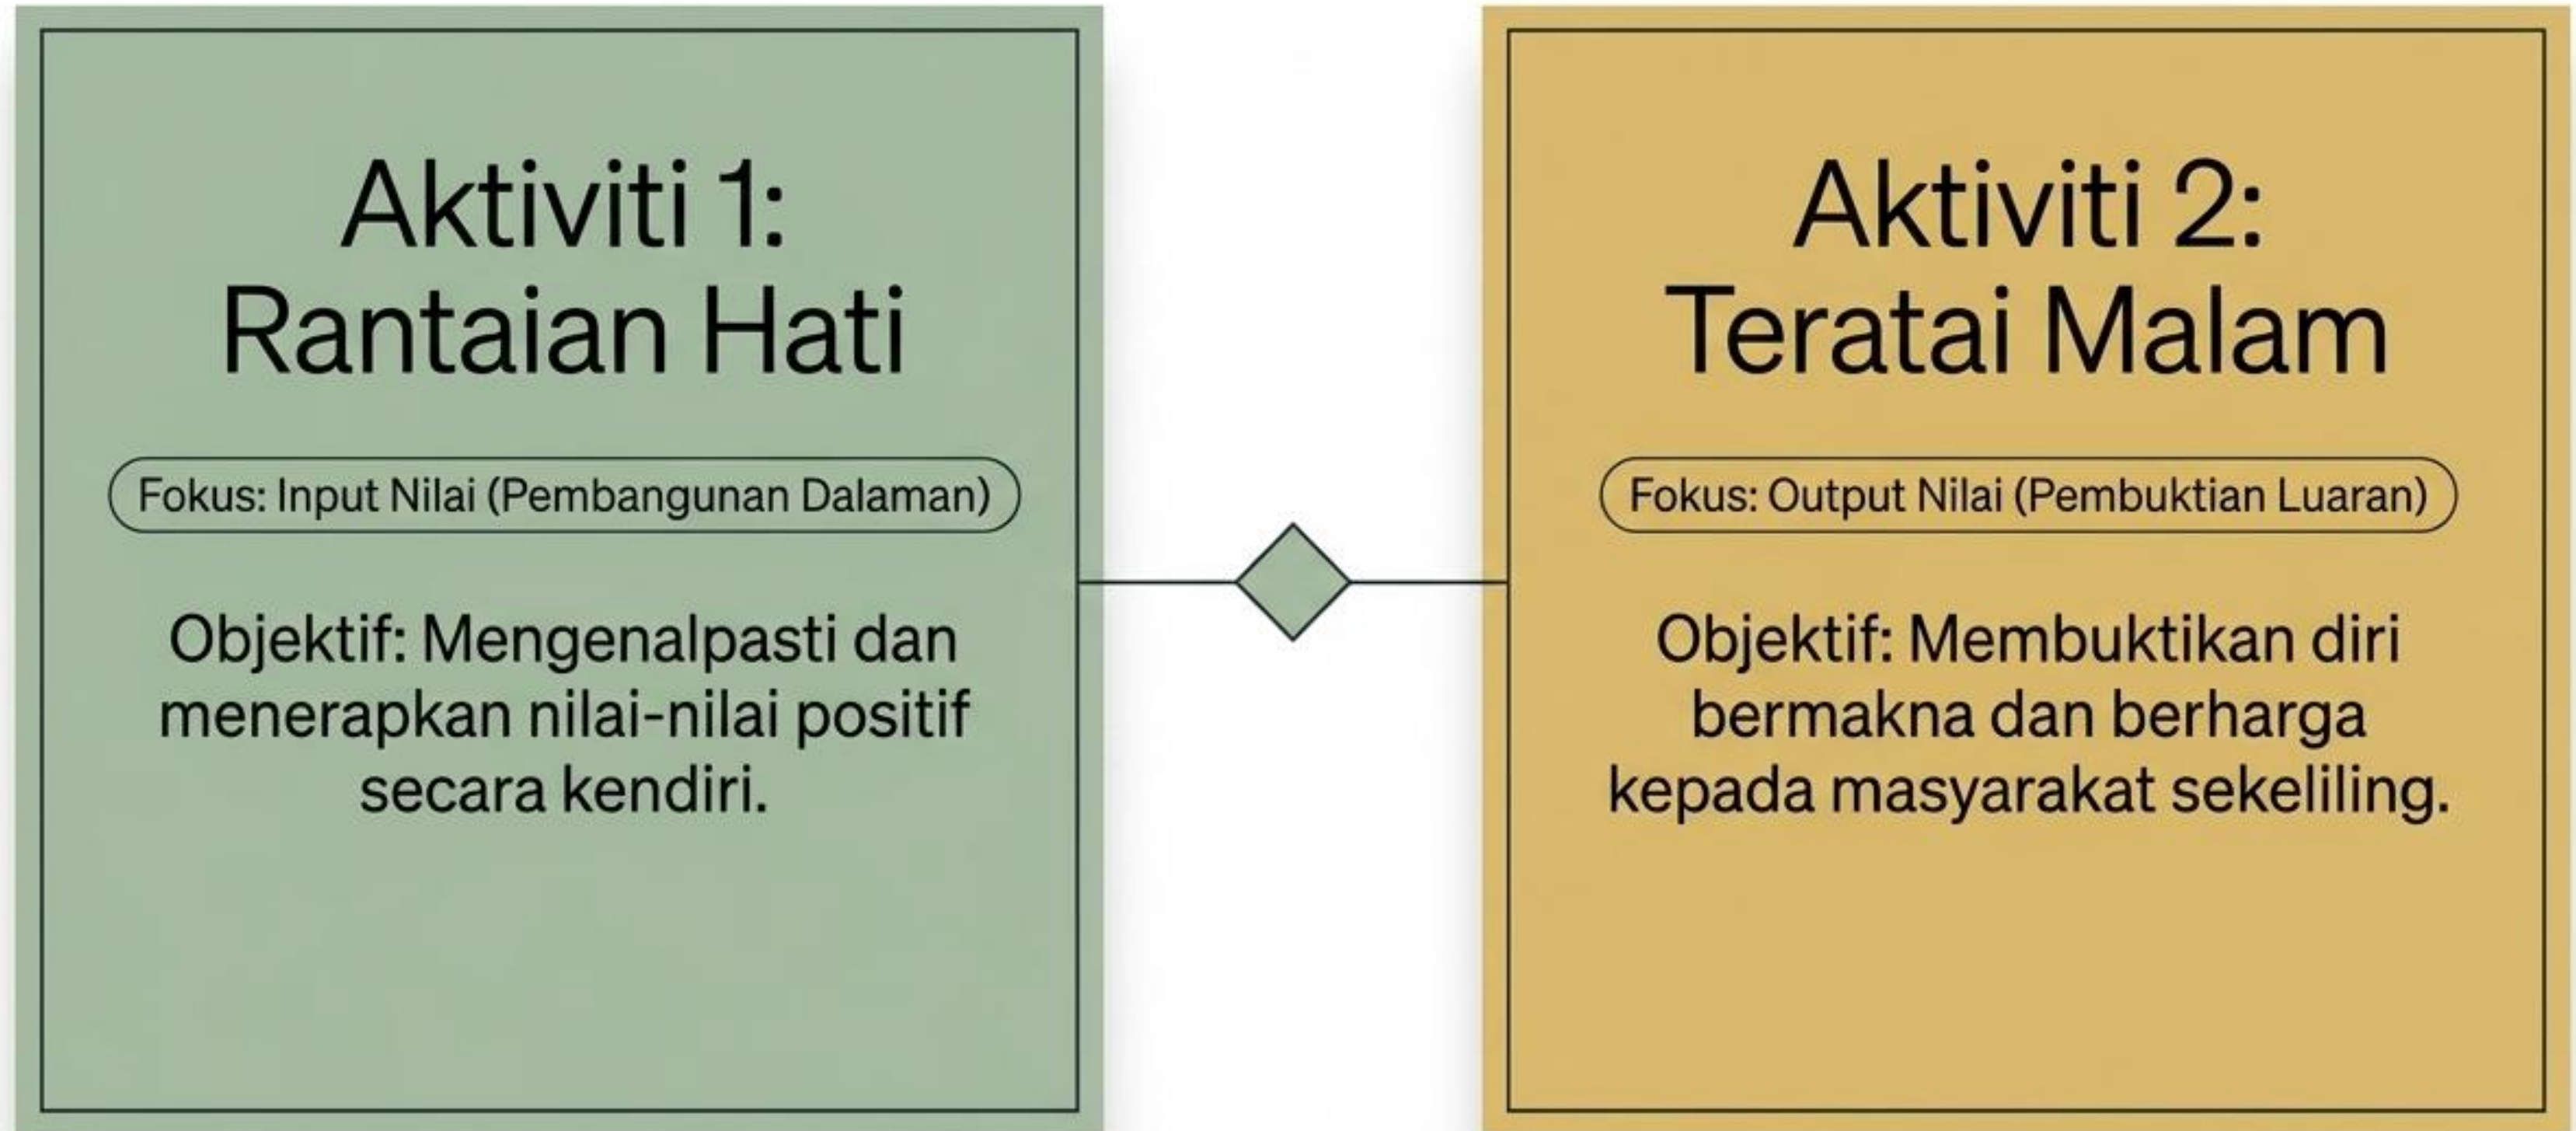 Aktiviti 1:
Rantaian Hati
Fokus: Input Nilai (Pembangunan Dalaman)
Objektif: Mengenalpasti dan
menerapkan nilai-nilai positif
secara kendiri.
Aktiviti 2:
Teratai Malam
Fokus: Output Nilai (Pembuktian Luaran)
Objektif: Membuktikan diri
bermakna dan berharga
kepada masyarakat sekeliling.